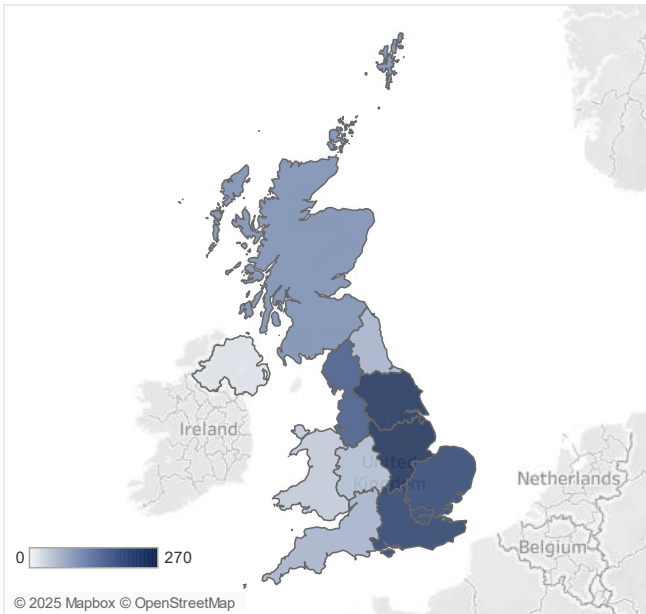 Ireland
United
Kingdom
Netherlands
Belgium
0 270
© 2025 Mapbox © OpenStreetMap